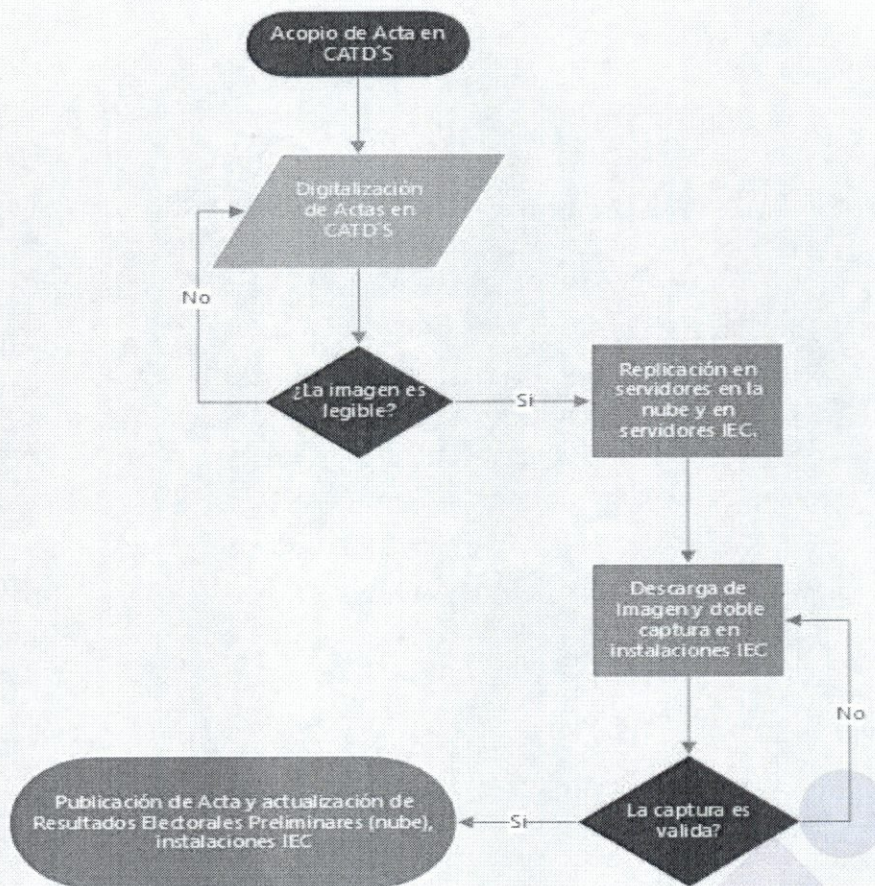 Acopio de Acta en
CATD´S
Digitalización
de Actas en
CATD´S
No
¿La imagen es
legible?
Si
Replicación en
servidores en la
nube y en
servidores IEC.
Descarga de
Imagen y doble
captura en
instalaciones IEC
No
La captura es
valida?
Si
Publicación de Acta y actualización de
Resultados Electorales Preliminares (nube),
instalaciones IEC